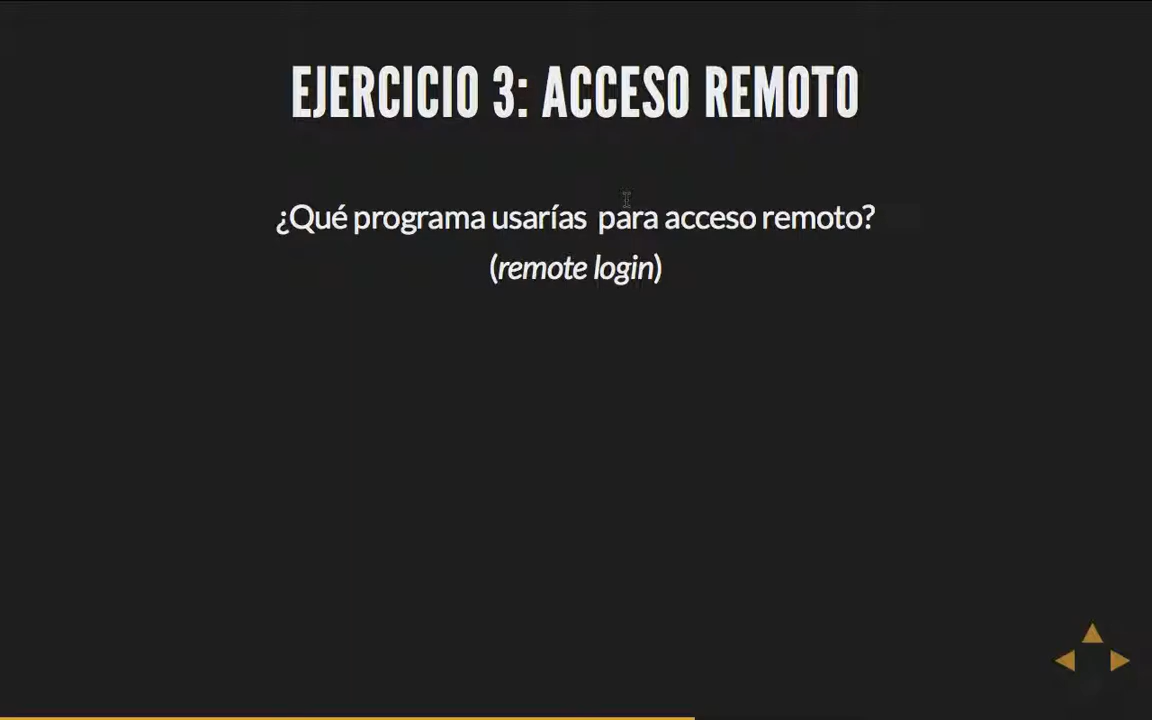 EJERCICIO 3: ACCESO REMOTO
¿Qué programa usarías para acceso remoto?
(remote login)